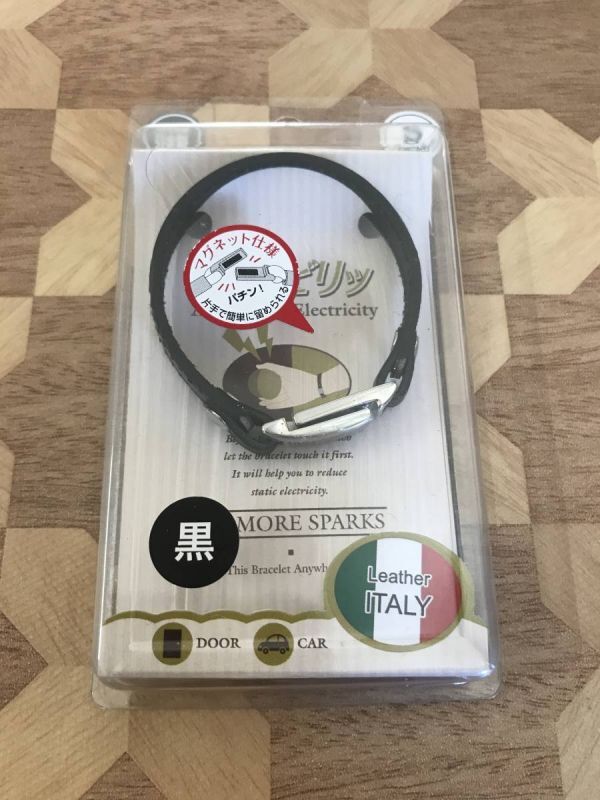 マグネット仕様
パチン！
片手で簡単に留められる
ビリッ
Electricity
let the bracelet touch it first.
It will help you to reduce
static electricity.
MORE SPARKS
This Bracelet
黒
Leather
ITALY
DOOR
CAR